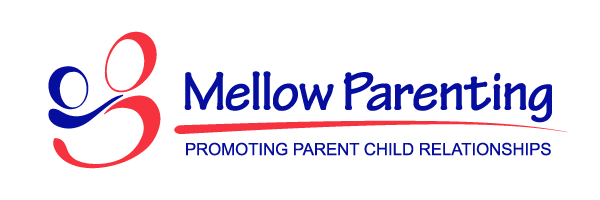 Mellow Parenting
PROMOTING PARENT CHILD RELATIONSHIPS